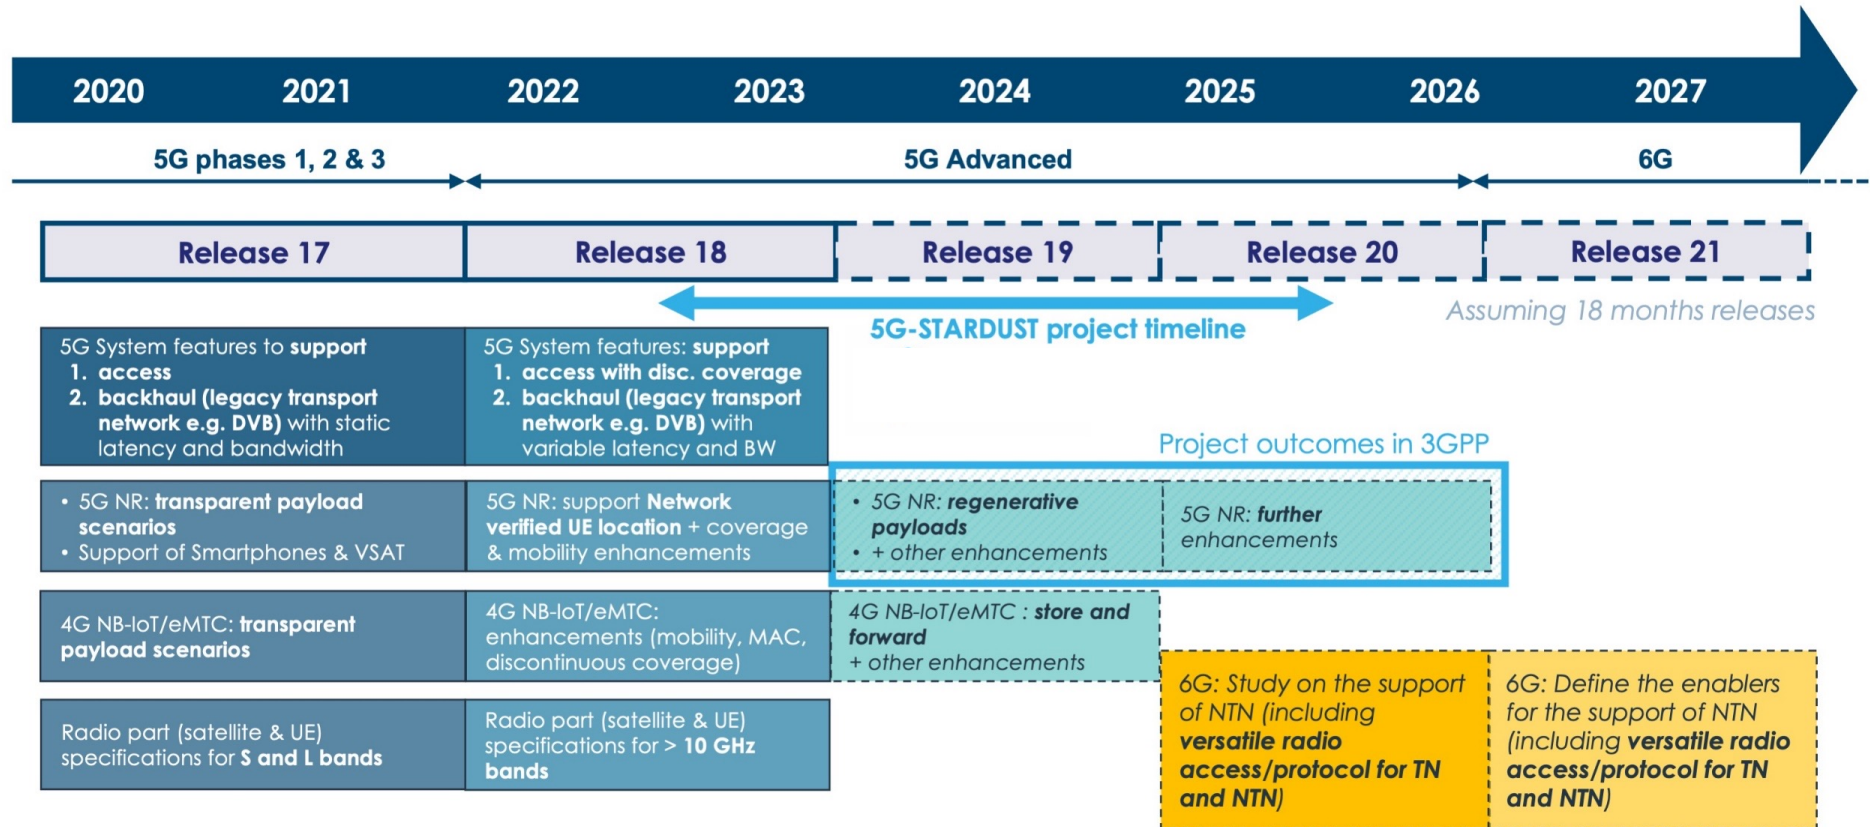 2020 2021 2022 2023 2024 2025 2026 2027
5G phases 1, 2 & 3
5G Advanced
6G
Release 17
Release 18
Release 19
Release 20
Release 21
Assuming 18 months releases
5G-STARDUST project timeline
5G System features to support
1. access
2. backhaul (legacy transport
network e.g. DVB) with static
latency and bandwidth
5G System features: support
1. access with disc. coverage
2. backhaul (legacy transport
network e.g. DVB) with
variable latency and BW
Project outcomes in 3GPP
• 5G NR: transparent payload
scenarios
• Support of Smartphones & VSAT
5G NR: support Network
verified UE location + coverage
& mobility enhancements
• 5G NR: regenerative
payloads
• + other enhancements
5G NR: further
enhancements
4G NB-IoT/eMTC: transparent
payload scenarios
4G NB-IoT/eMTC:
enhancements (mobility, MAC,
discontinuous coverage)
4G NB-IoT/eMTC : store and
forward
+ other enhancements
Radio part (satellite & UE)
specifications for S and L bands
Radio part (satellite & UE)
specifications for > 10 GHz
bands
6G: Study on the support
of NTN (including
versatile radio
access/protocol for TN
and NTN)
6G: Define the enablers
for the support of NTN
(including versatile radio
access/protocol for TN
and NTN)